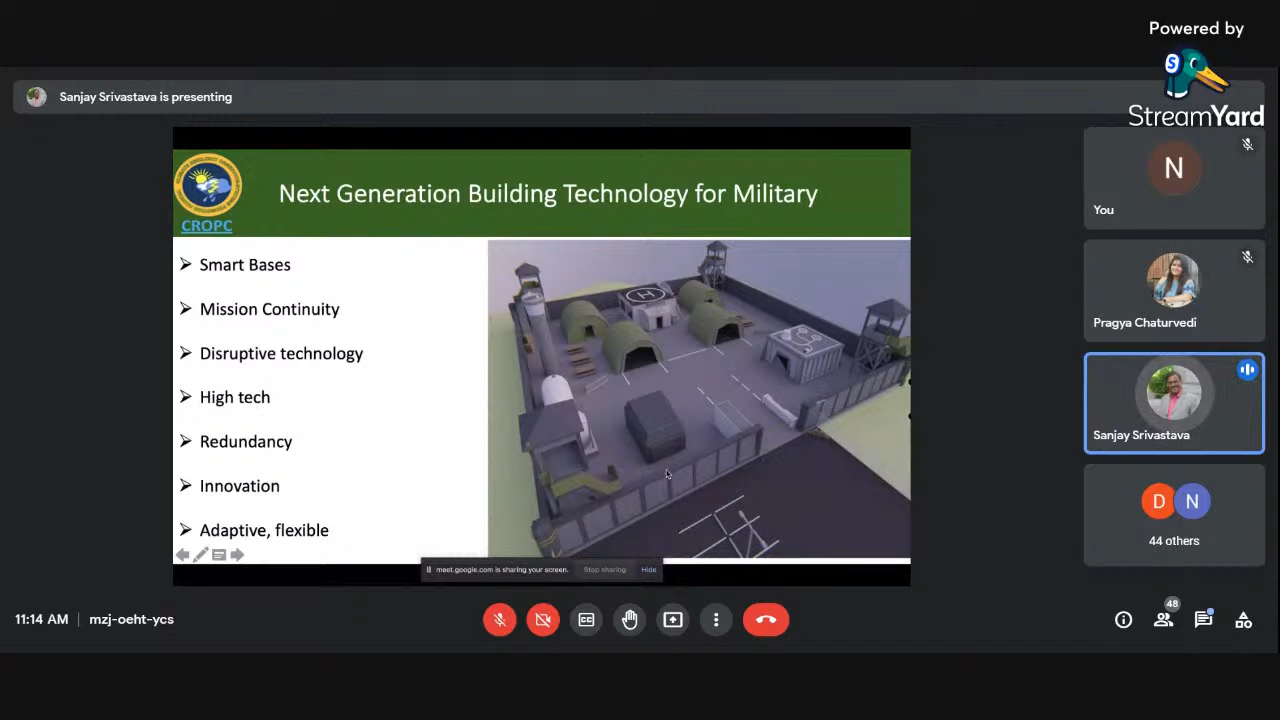 Powered by
StreamYard
Sanjay Srivastava is presenting
CROPC
Next Generation Building Technology for Military
➢ Smart Bases
➢ Mission Continuity
➢ Disruptive technology
➢ High tech
➢ Redundancy
➢ Innovation
➢ Adaptive, flexible
H
meet.google.com is sharing your screen.
Stop sharing
Hide
N
You
Pragya Chaturvedi
Sanjay Srivastava
D N
44 others
11:14 AM | mzj-oeht-ycs
48